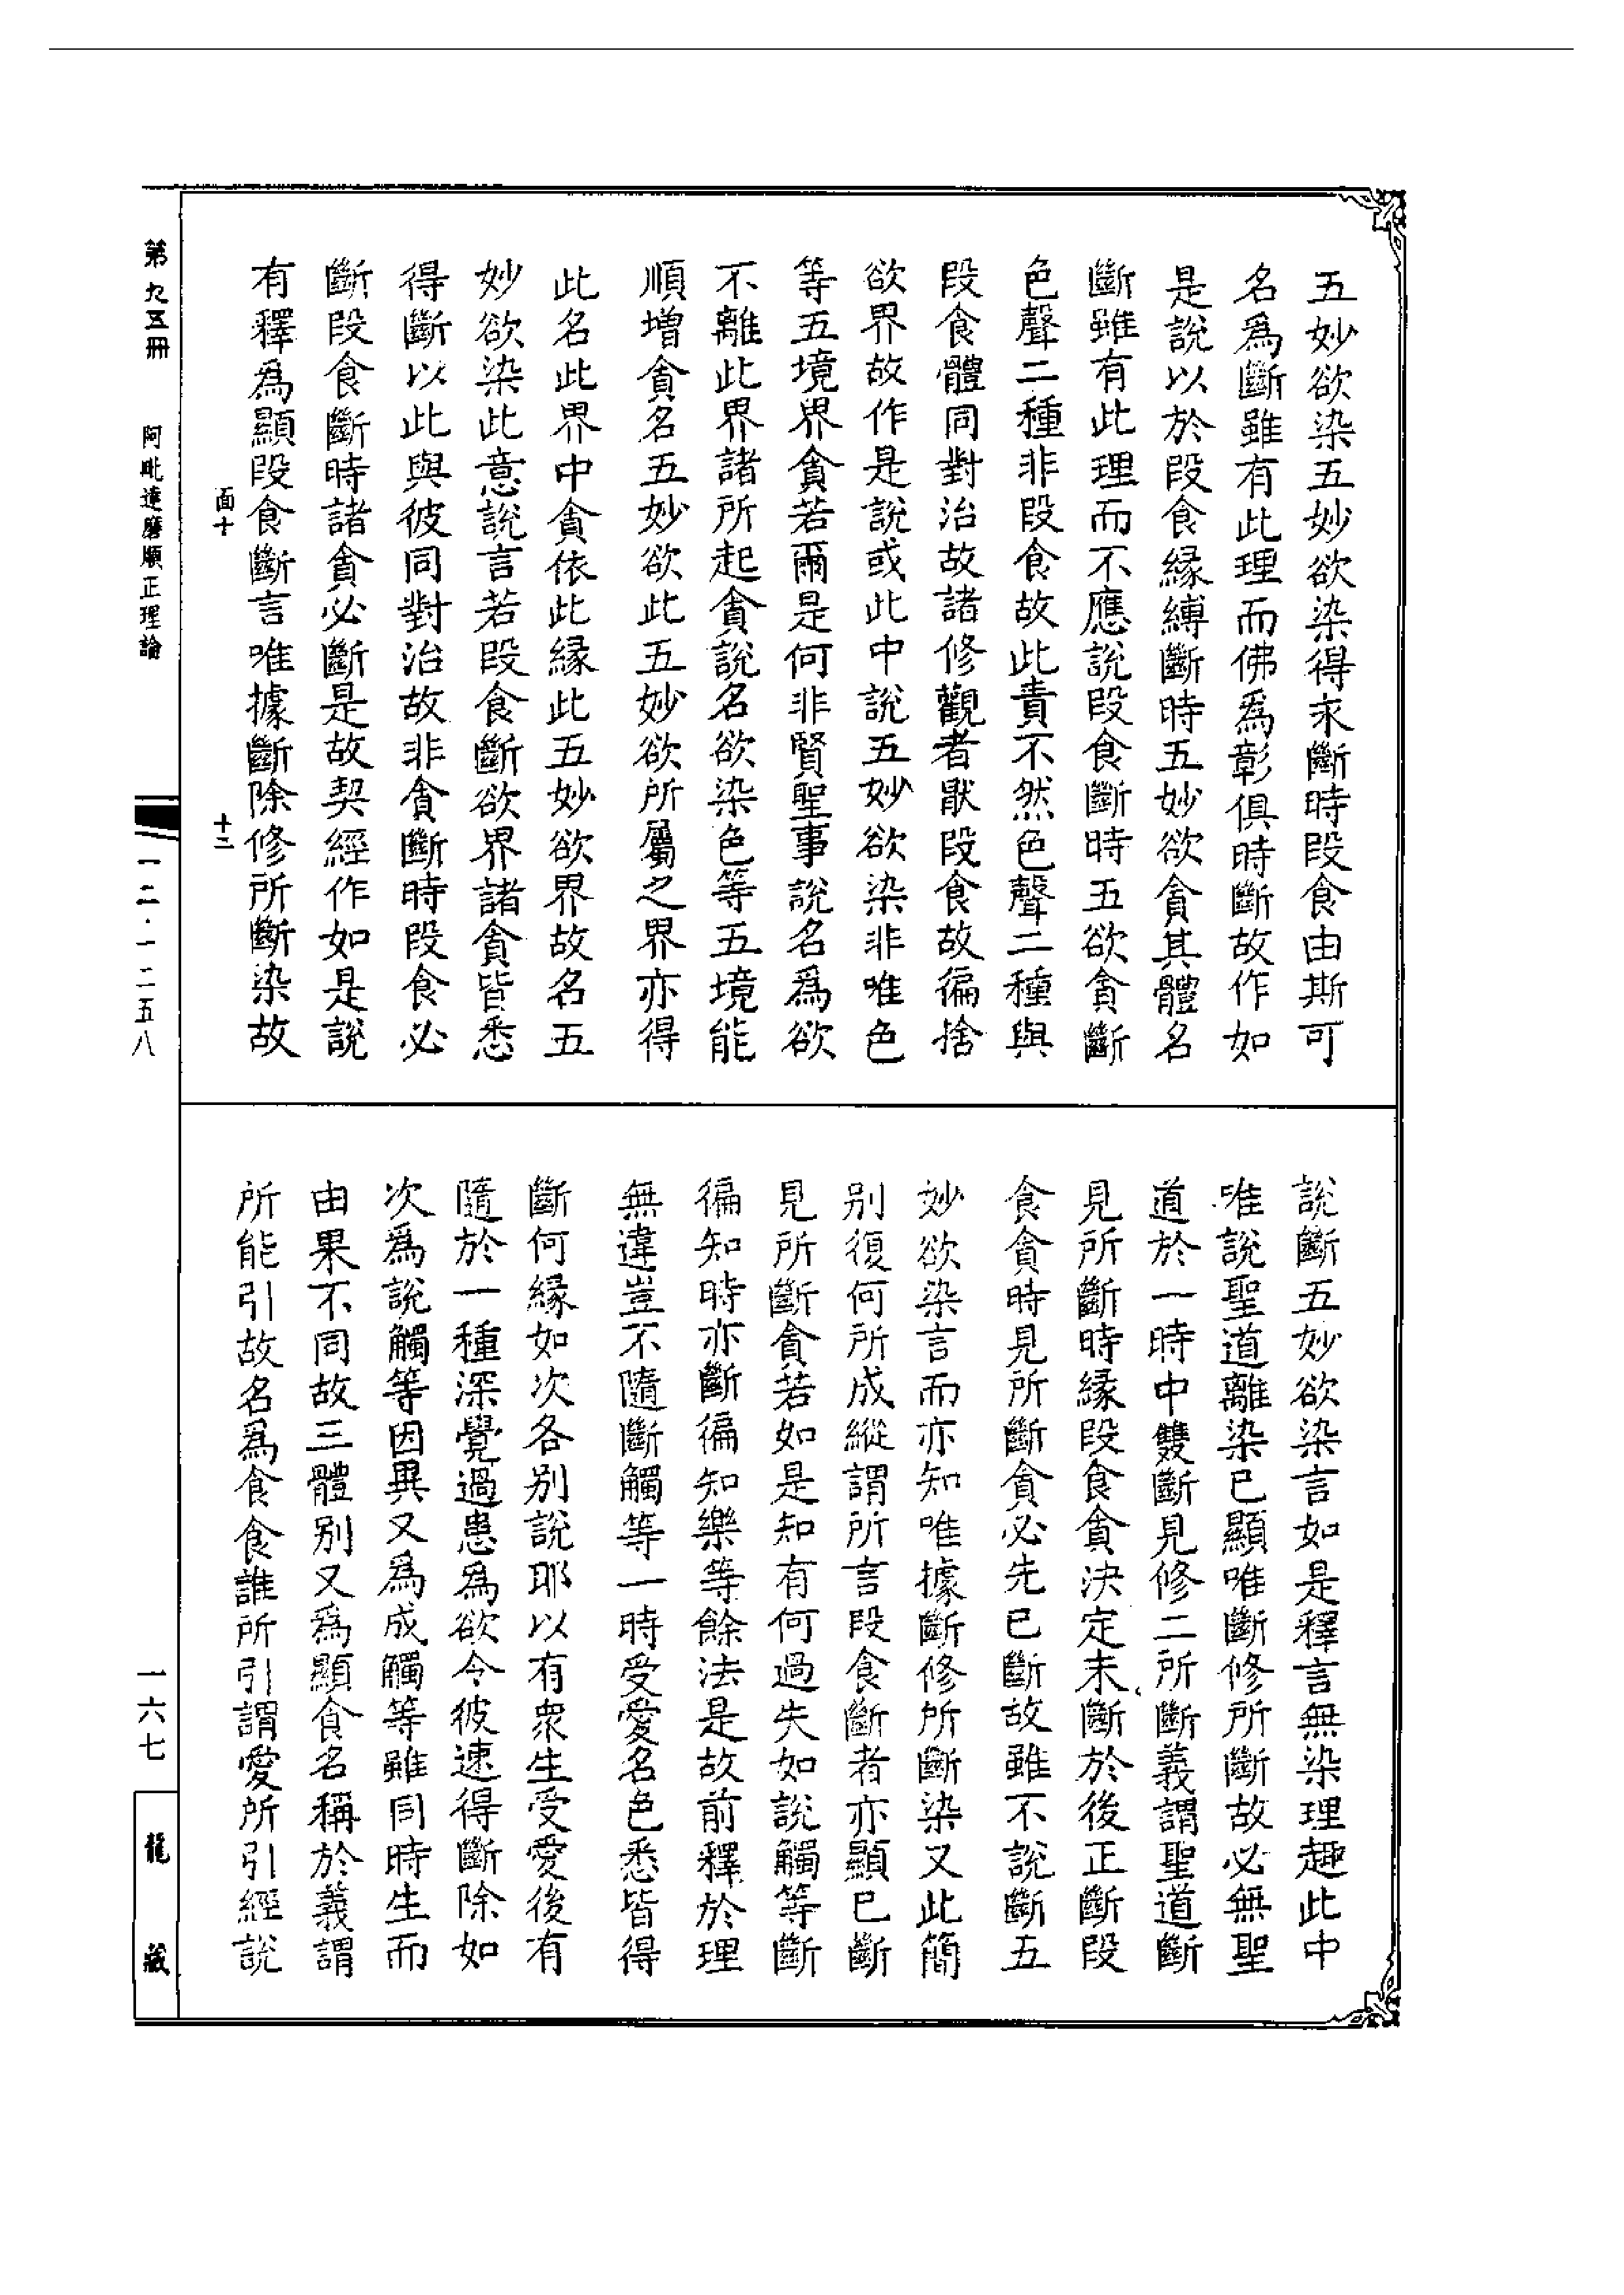 五妙欲染五妙欲染得永斷時段食由斯可
名爲斷雖有此理而佛爲彰俱時斷故作如
是說以於段食緣縛斷時五妙欲貪其體名
斷雖有此理而不應說段食斷時五欲貪斷
色聲二種非段食故此責不然色聲二種與
段食體同對治故諸修觀者猒段食故徧捨
欲界故作是說或此中說五妙欲染非唯色
等五境界貪若爾是何非賢聖事說名爲欲
不離此界諸所起貪說名欲染色等五境能
順增貪名五妙欲此五妙欲所屬之界亦得
此名此界中貪依此緣此五妙欲界故名五
妙欲染此意說言若段食斷欲界諸貪皆悉
得斷以此與彼同對治故非貪斷時段食必
斷段食斷時諸貪必斷是故契經作如是說
有釋爲顯段食斷言唯據斷除修所斷染故
說斷五妙欲染言如是釋言無染理趣此中
唯說聖道離染已顯唯斷修所斷故必無聖
道於一時中雙斷見修二所斷義謂聖道斷
見所斷時緣段食貪決定未斷於後正斷段
食貪時見所斷貪必先已斷故雖不說斷五
妙欲染言而亦知唯據斷修所斷染又此簡
別復何所成縱謂所言段食斷者亦顯已斷
見所斷貪若如是知有何過失如說觸等斷
徧知時亦斷徧知樂等餘法是故前釋於理
無違豈不隨斷觸等一時受愛名色悉皆得
斷何緣如次各別說耶以有衆生受愛後有
隨於一種深覺過患爲欲令彼速得斷除如
次爲說觸等因異又爲成觸等雖同時生而
由果不同故三體別又爲顯食名稱於義謂
所能引故名爲食食誰所引謂愛所引經說
第九五冊
阿毗達磨順正理論
面十
十二
一二·一二五八
一六七
龍藏